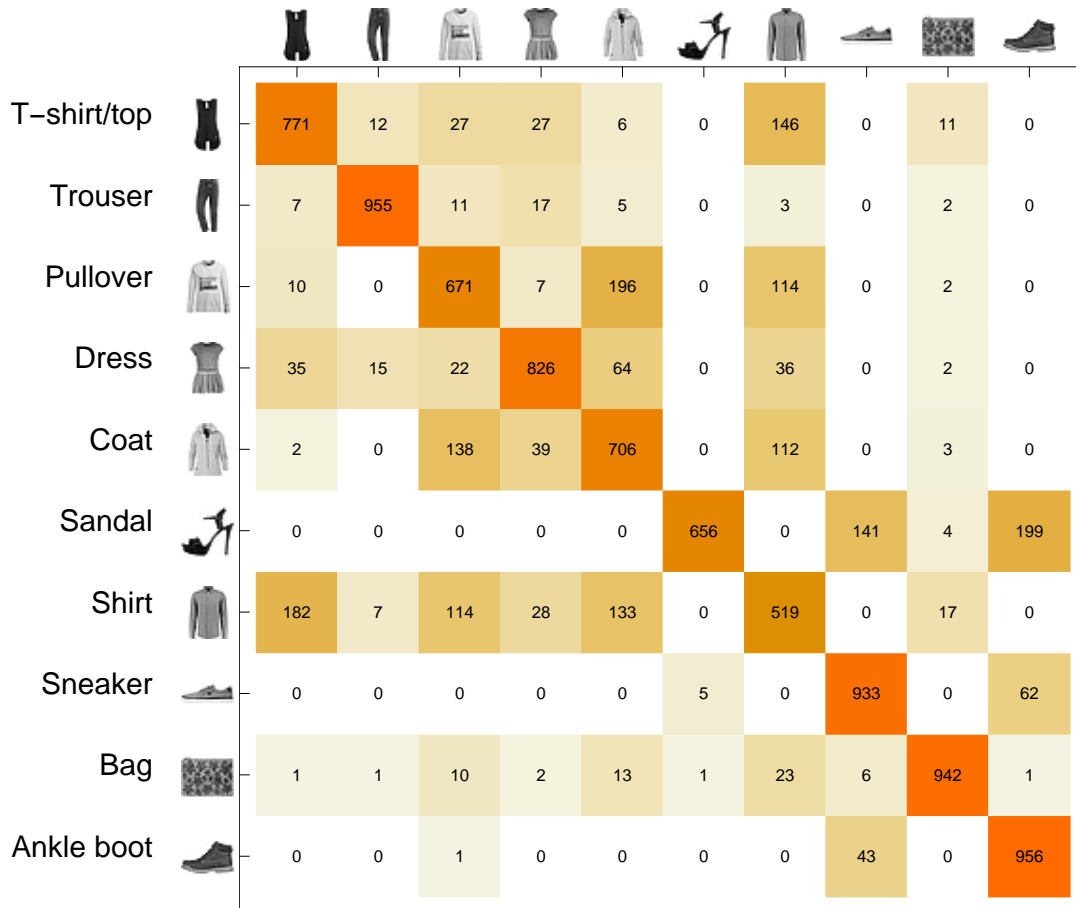 T−shirt/top 771 12 27 27 6 0 146 0 11 0
Trouser 7 955 11 17 5 0 3 0 2 0
Pullover 10 0 671 7 196 0 114 0 2 0
Dress 35 15 22 826 64 0 36 0 2 0
Coat 2 0 138 39 706 0 112 0 3 0
Sandal 0 0 0 0 0 656 0 141 4 199
Shirt 182 7 114 28 133 0 519 0 17 0
Sneaker 0 0 0 0 0 5 0 933 0 62
Bag 1 1 10 2 13 1 23 6 942 1
Ankle boot 0 0 1 0 0 0 0 43 0 956